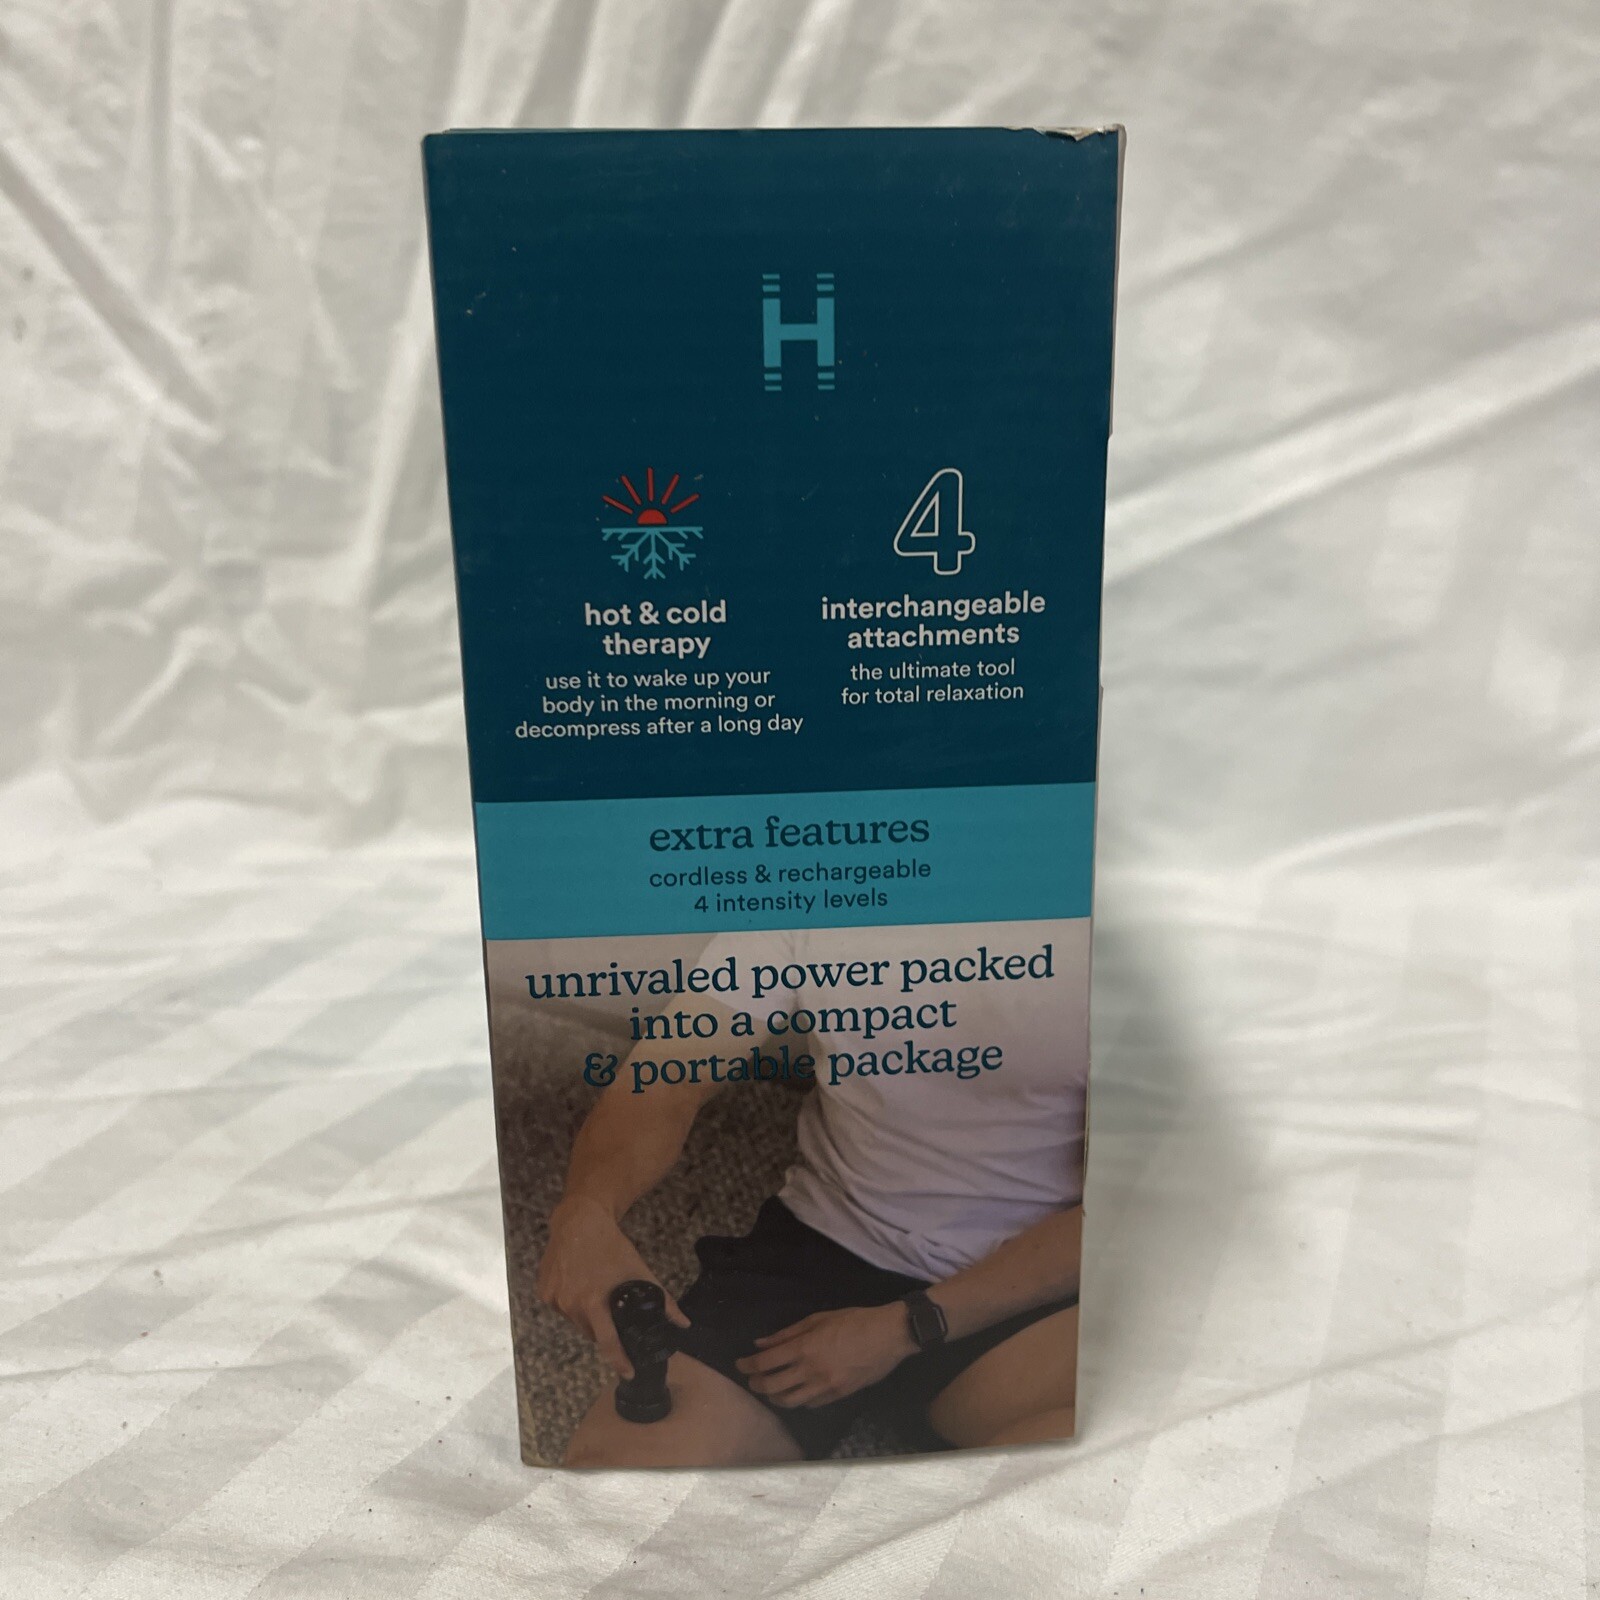 H
hot & cold
therapy
use it to wake up your
body in the morning or
decompress after a long day
4
interchangeable
attachments
the ultimate tool
for total relaxation
extra features
cordless & rechargeable
4 intensity levels
unrivaled power packed
into a compact
& portable package